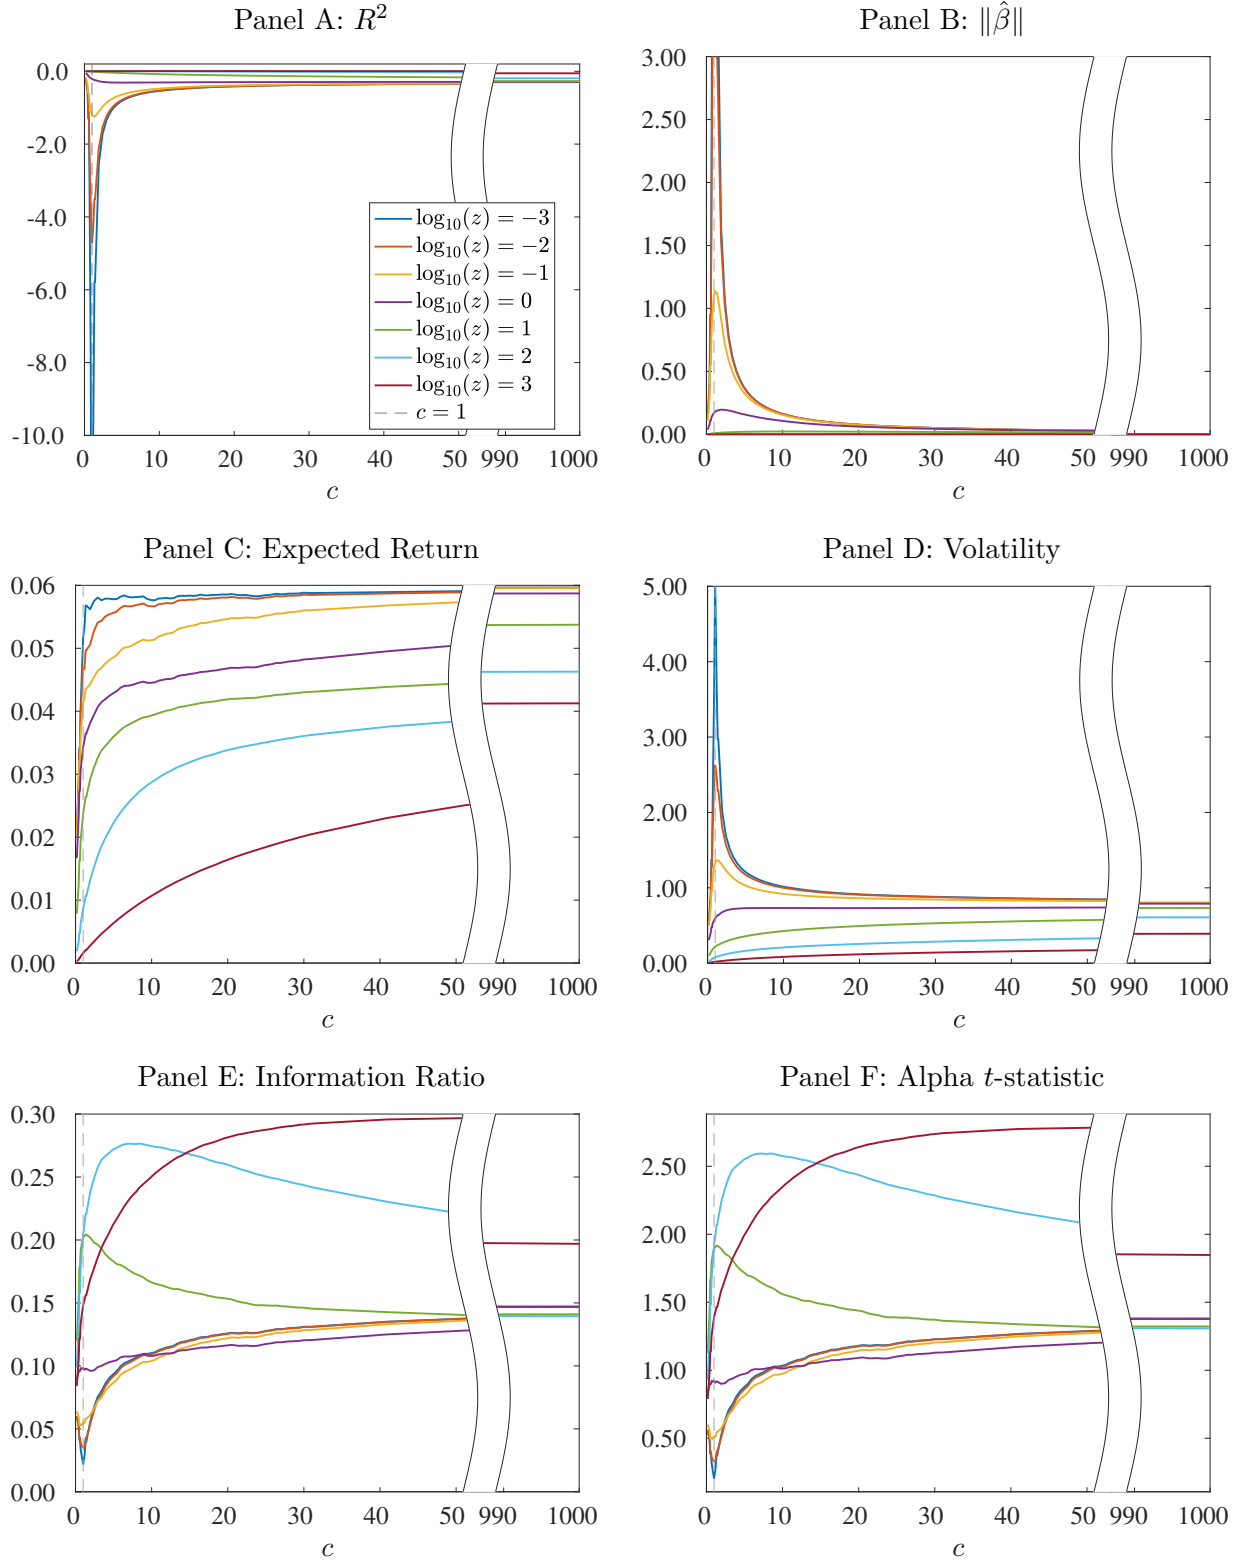 Panel A: R²
0.0
-2.0
-4.0
-6.0
-8.0
-10.0
0 10 20 30 40 50 990 1000
c
log₁₀(z) = −3
log₁₀(z) = −2
log₁₀(z) = −1
log₁₀(z) = 0
log₁₀(z) = 1
log₁₀(z) = 2
log₁₀(z) = 3
c = 1
Panel B: ‖β̂‖
3.00
2.50
2.00
1.50
1.00
0.50
0.00
0 10 20 30 40 50 990 1000
c
Panel C: Expected Return
0.06
0.05
0.04
0.03
0.02
0.01
0.00
0 10 20 30 40 50 990 1000
c
Panel D: Volatility
5.00
4.00
3.00
2.00
1.00
0.00
0 10 20 30 40 50 990 1000
c
Panel E: Information Ratio
0.30
0.25
0.20
0.15
0.10
0.05
0.00
0 10 20 30 40 50 990 1000
c
Panel F: Alpha t-statistic
2.50
2.00
1.50
1.00
0.50
0 10 20 30 40 50 990 1000
c